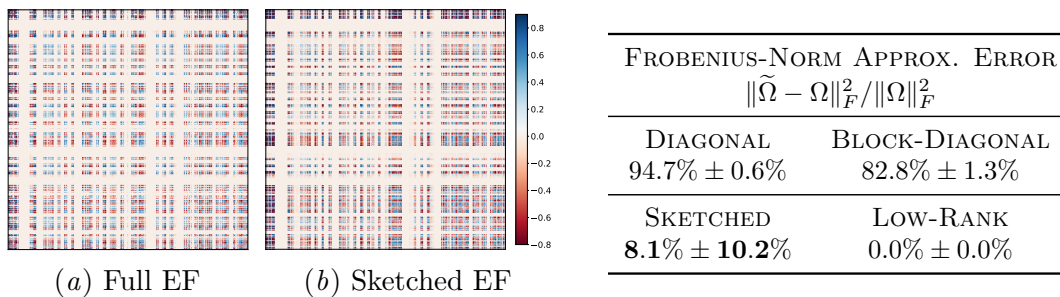 0.8
0.6
0.4
0.2
0.0
−0.2
−0.4
−0.6
−0.8
(a) Full EF
(b) Sketched EF
Frobenius-Norm Approx. Error
‖Ω̃ − Ω‖²_F/‖Ω‖²_F
Diagonal Block-Diagonal
94.7% ± 0.6% 82.8% ± 1.3%
Sketched Low-Rank
8.1% ± 10.2% 0.0% ± 0.0%